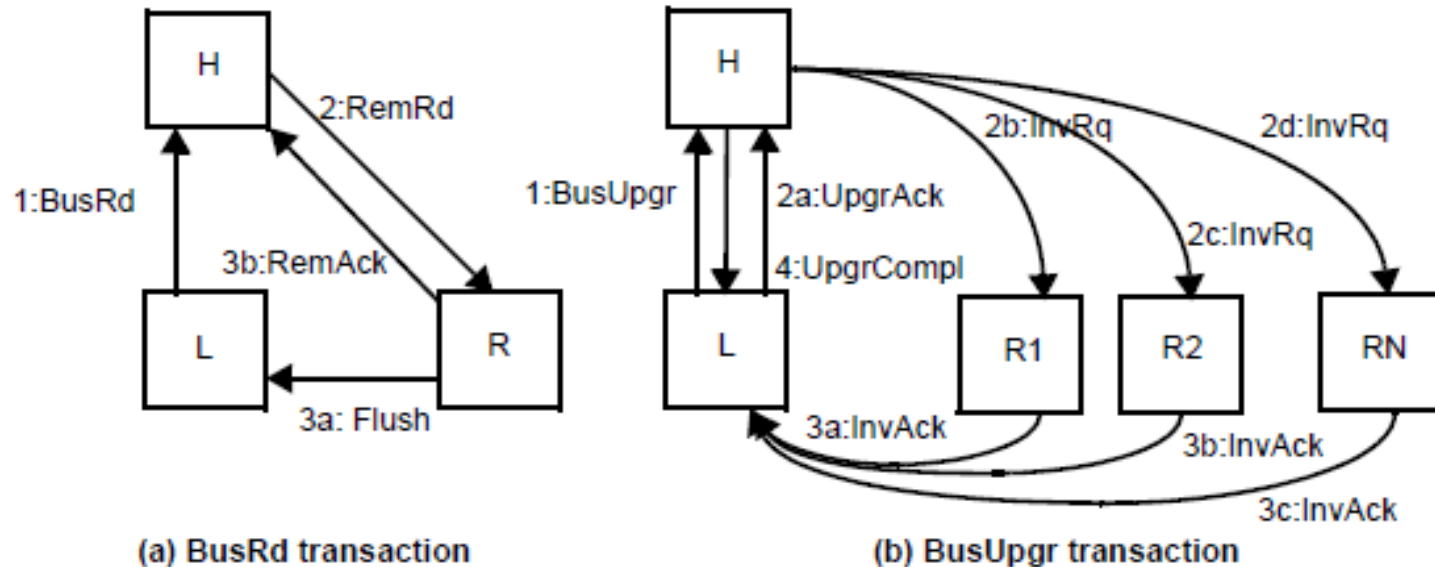 H
2:RemRd
1:BusRd
3b:RemAck
L
R
3a: Flush
(a) BusRd transaction
H
2b:InvRq
2d:InvRq
1:BusUpgr
2a:UpgrAck
2c:InvRq
4:UpgrCompl
L
R1
R2
RN
3a:InvAck
3b:InvAck
3c:InvAck
(b) BusUpgr transaction